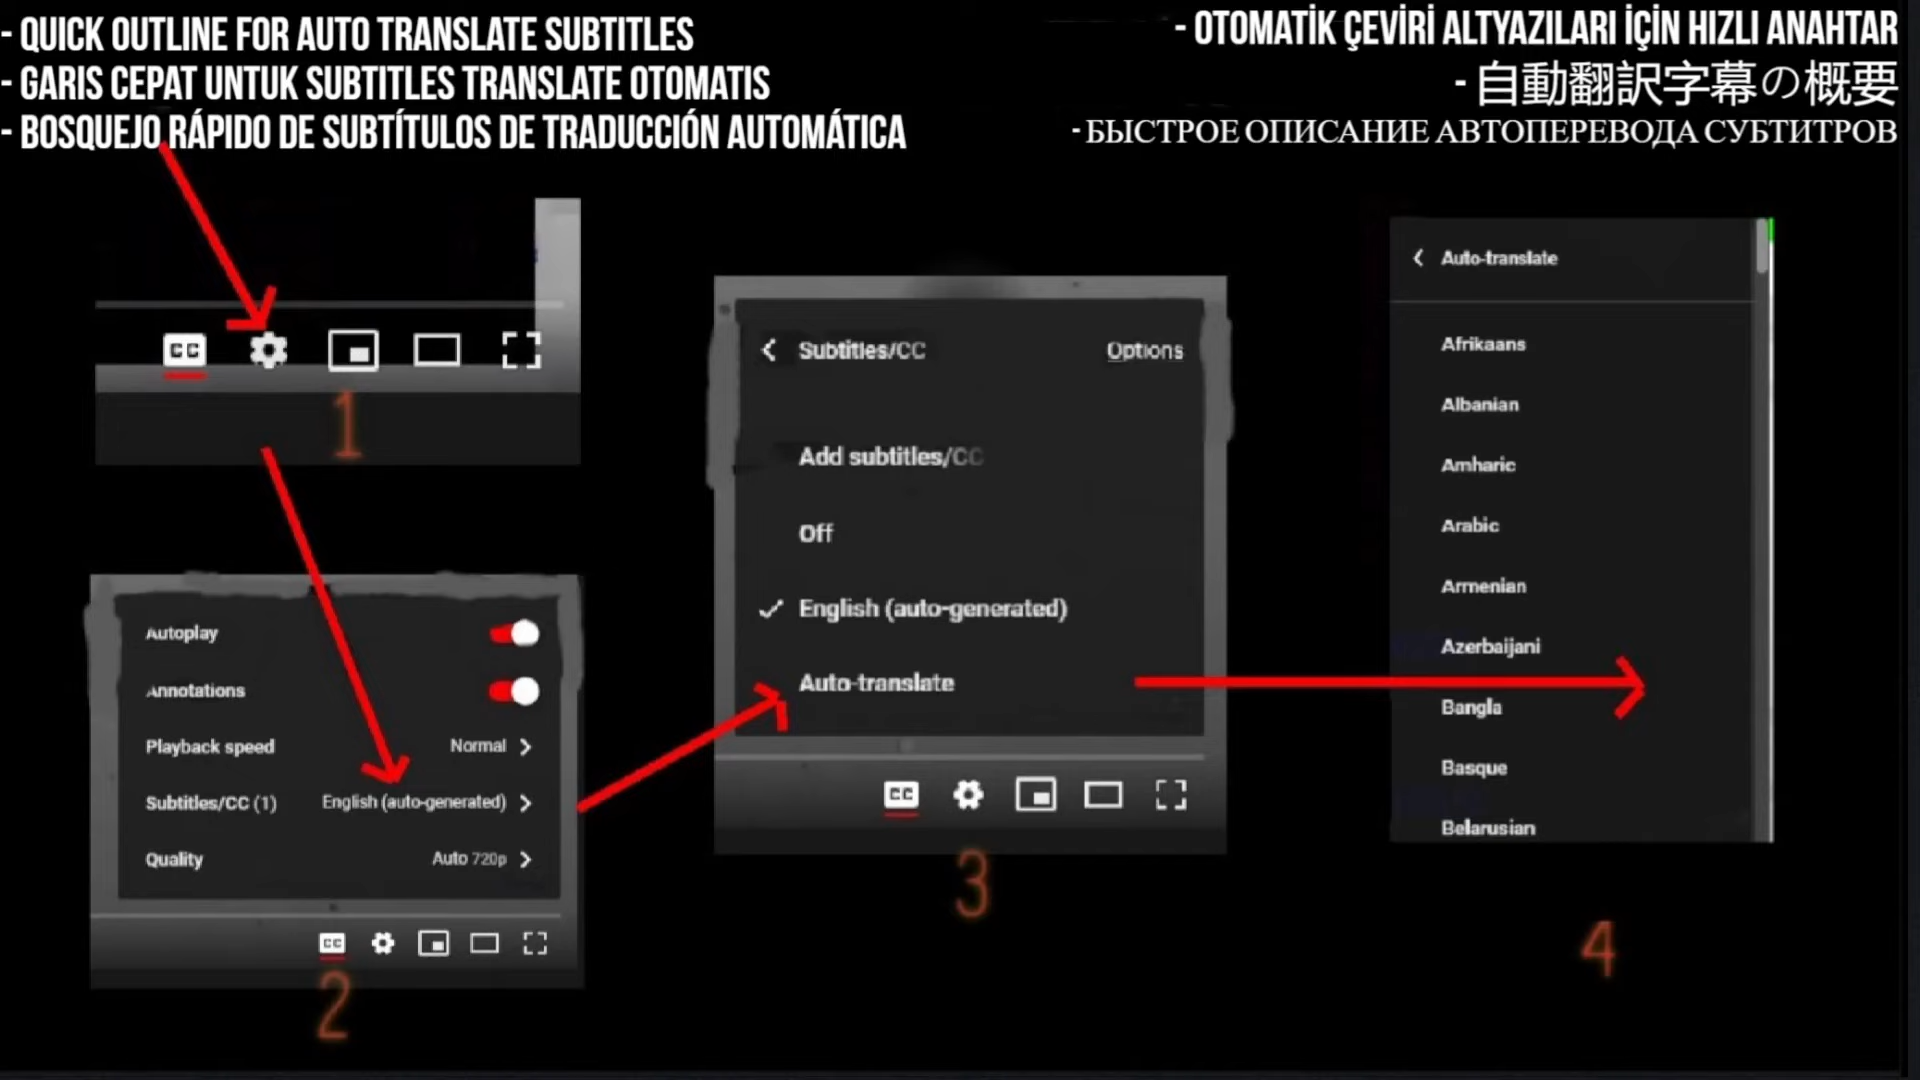 - QUICK OUTLINE FOR AUTO TRANSLATE SUBTITLES
- GARIS CEPAT UNTUK SUBTITLES TRANSLATE OTOMATIS
- BOSQUEJO RÁPIDO DE SUBTÍTULOS DE TRADUCCIÓN AUTOMÁTICA
- OTOMATİK ÇEVİRİ ALTYAZILARI İÇİN HIZLI ANAHTAR
- 自動翻訳字幕の概要
- БЫСТРОЕ ОПИСАНИЕ АВТОПЕРЕВОДА СУБТИТРОВ
CC
1
Autoplay
Annotations
Playback speed Normal
Subtitles/CC (1) English (auto-generated)
Quality Auto 720p
CC
2
Subtitles/CC Options
Add subtitles/CC
Off
English (auto-generated)
Auto-translate
CC
3
Auto-translate
Afrikaans
Albanian
Amharic
Arabic
Armenian
Azerbaijani
Bangla
Basque
Belarusian
4